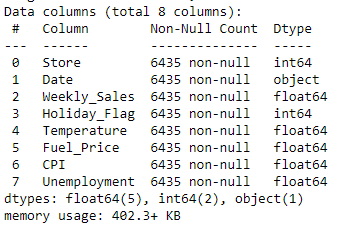 Data columns (total 8 columns):
 #   Column        Non-Null Count  Dtype
---  ------        --------------  -----
 0   Store         6435 non-null   int64
 1   Date          6435 non-null   object
 2   Weekly_Sales  6435 non-null   float64
 3   Holiday_Flag  6435 non-null   int64
 4   Temperature   6435 non-null   float64
 5   Fuel_Price    6435 non-null   float64
 6   CPI           6435 non-null   float64
 7   Unemployment  6435 non-null   float64
dtypes: float64(5), int64(2), object(1)
memory usage: 402.3+ KB